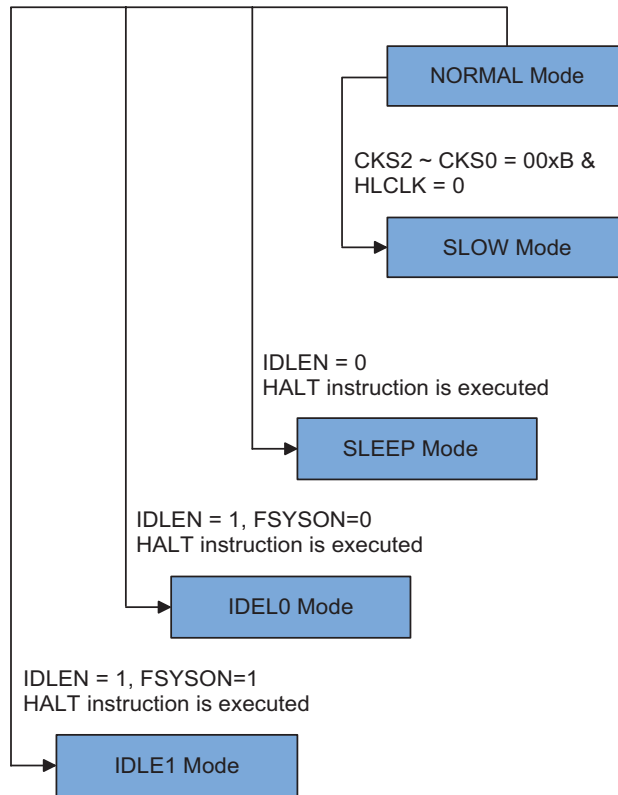 NORMAL Mode
CKS2 ~ CKS0 = 00xB &
HLCLK = 0
SLOW Mode
IDLEN = 0
HALT instruction is executed
SLEEP Mode
IDLEN = 1, FSYSON=0
HALT instruction is executed
IDEL0 Mode
IDLEN = 1, FSYSON=1
HALT instruction is executed
IDLE1 Mode